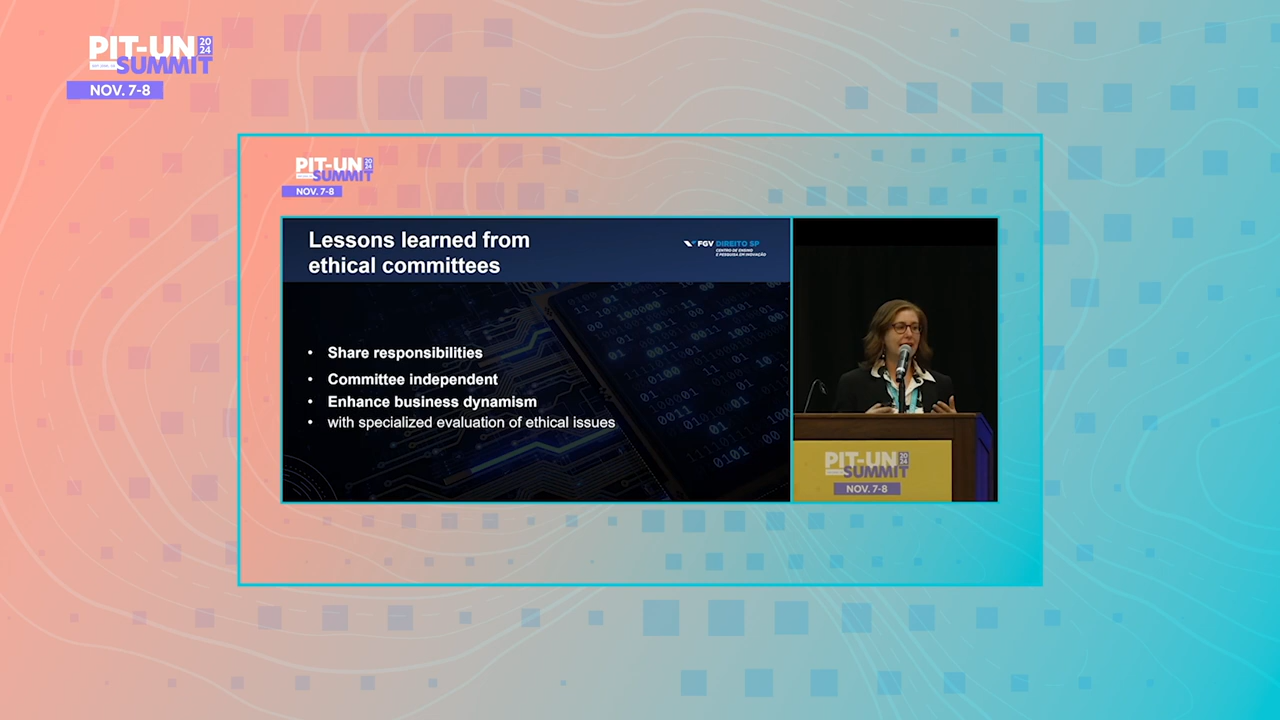 PIT-UN 2024
SUMMIT
NOV. 7-8
PIT-UN 2024
SUMMIT
NOV. 7-8
Lessons learned from
ethical committees
FGV DIREITO SP
CENTRO DE ENSINO
E PESQUISA EM INOVAÇÃO
• Share responsibilities
• Committee independent
• Enhance business dynamism
• with specialized evaluation of ethical issues
PIT-UN 2024
SUMMIT
NOV. 7-8